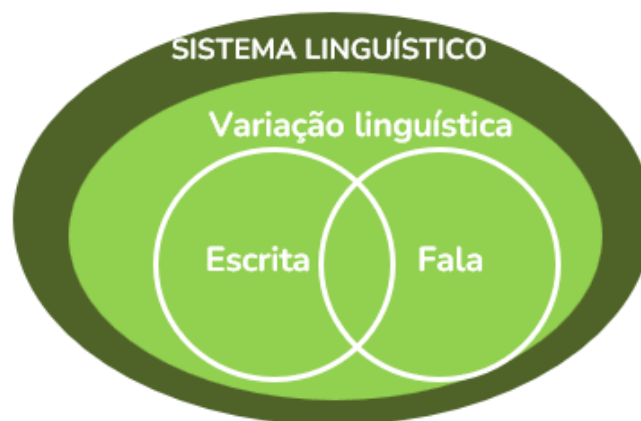 SISTEMA LINGUÍSTICO
Variação linguística
Escrita Fala